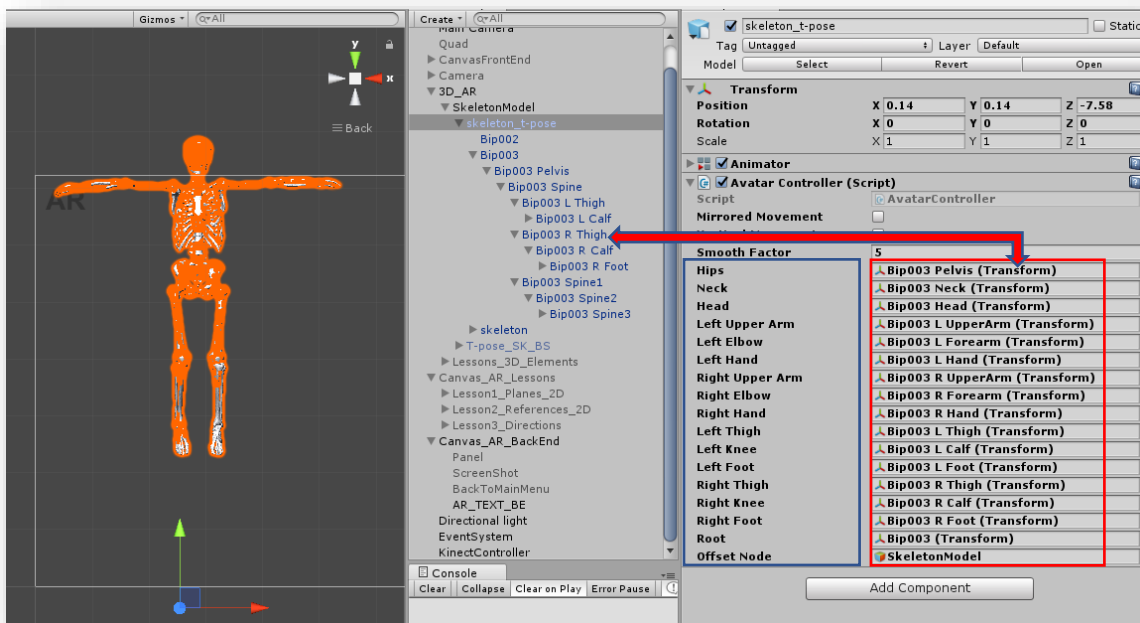 Gizmos
All
y
x
Back
AR
Create
All
Main Camera
Quad
CanvasFrontEnd
Camera
3D_AR
SkeletonModel
skeleton_t-pose
Bip002
Bip003
Bip003 Pelvis
Bip003 Spine
Bip003 L Thigh
Bip003 L Calf
Bip003 R Thigh
Bip003 R Calf
Bip003 R Foot
Bip003 Spine1
Bip003 Spine2
Bip003 Spine3
skeleton
T-pose_SK_BS
Lessons_3D_Elements
Canvas_AR_Lessons
Lesson1_Planes_2D
Lesson2_References_2D
Lesson3_Directions
Canvas_AR_BackEnd
Panel
ScreenShot
BackToMainMenu
AR_TEXT_BE
Directional light
EventSystem
KinectController
Console
Clear Collapse Clear on Play Error Pause
skeleton_t-pose Static
Tag Untagged Layer Default
Model Select Revert Open
Transform
Position X 0.14 Y 0.14 Z -7.58
Rotation X 0 Y 0 Z 0
Scale X 1 Y 1 Z 1
Animator
Avatar Controller (Script)
Script AvatarController
Mirrored Movement
Smooth Factor 5
Hips Bip003 Pelvis (Transform)
Neck Bip003 Neck (Transform)
Head Bip003 Head (Transform)
Left Upper Arm Bip003 L UpperArm (Transform)
Left Elbow Bip003 L Forearm (Transform)
Left Hand Bip003 L Hand (Transform)
Right Upper Arm Bip003 R UpperArm (Transform)
Right Elbow Bip003 R Forearm (Transform)
Right Hand Bip003 R Hand (Transform)
Left Thigh Bip003 L Thigh (Transform)
Left Knee Bip003 L Calf (Transform)
Left Foot Bip003 L Foot (Transform)
Right Thigh Bip003 R Thigh (Transform)
Right Knee Bip003 R Calf (Transform)
Right Foot Bip003 R Foot (Transform)
Root Bip003 (Transform)
Offset Node SkeletonModel
Add Component